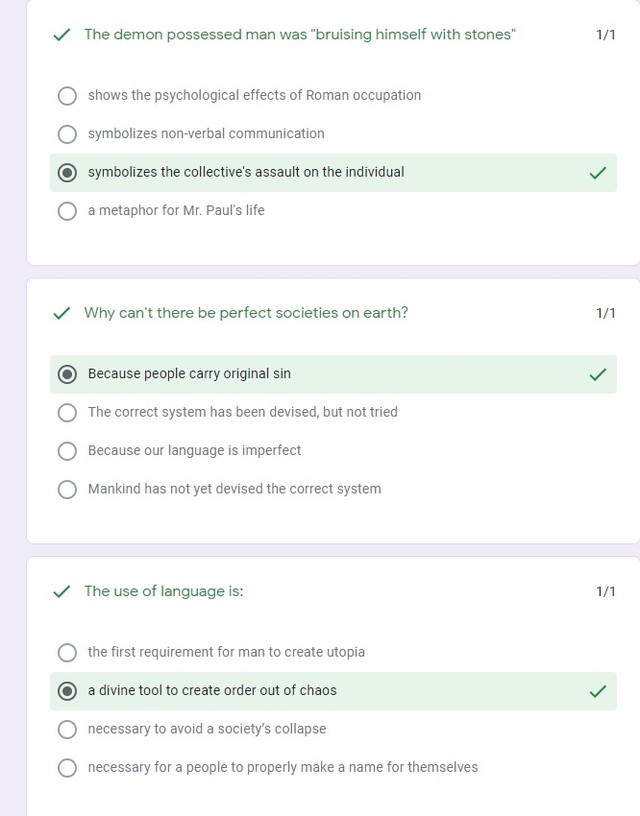 The demon possessed man was "bruising himself with stones" 1/1
shows the psychological effects of Roman occupation
symbolizes non-verbal communication
symbolizes the collective's assault on the individual
a metaphor for Mr. Paul's life
Why can't there be perfect societies on earth? 1/1
Because people carry original sin
The correct system has been devised, but not tried
Because our language is imperfect
Mankind has not yet devised the correct system
The use of language is: 1/1
the first requirement for man to create utopia
a divine tool to create order out of chaos
necessary to avoid a society’s collapse
necessary for a people to properly make a name for themselves